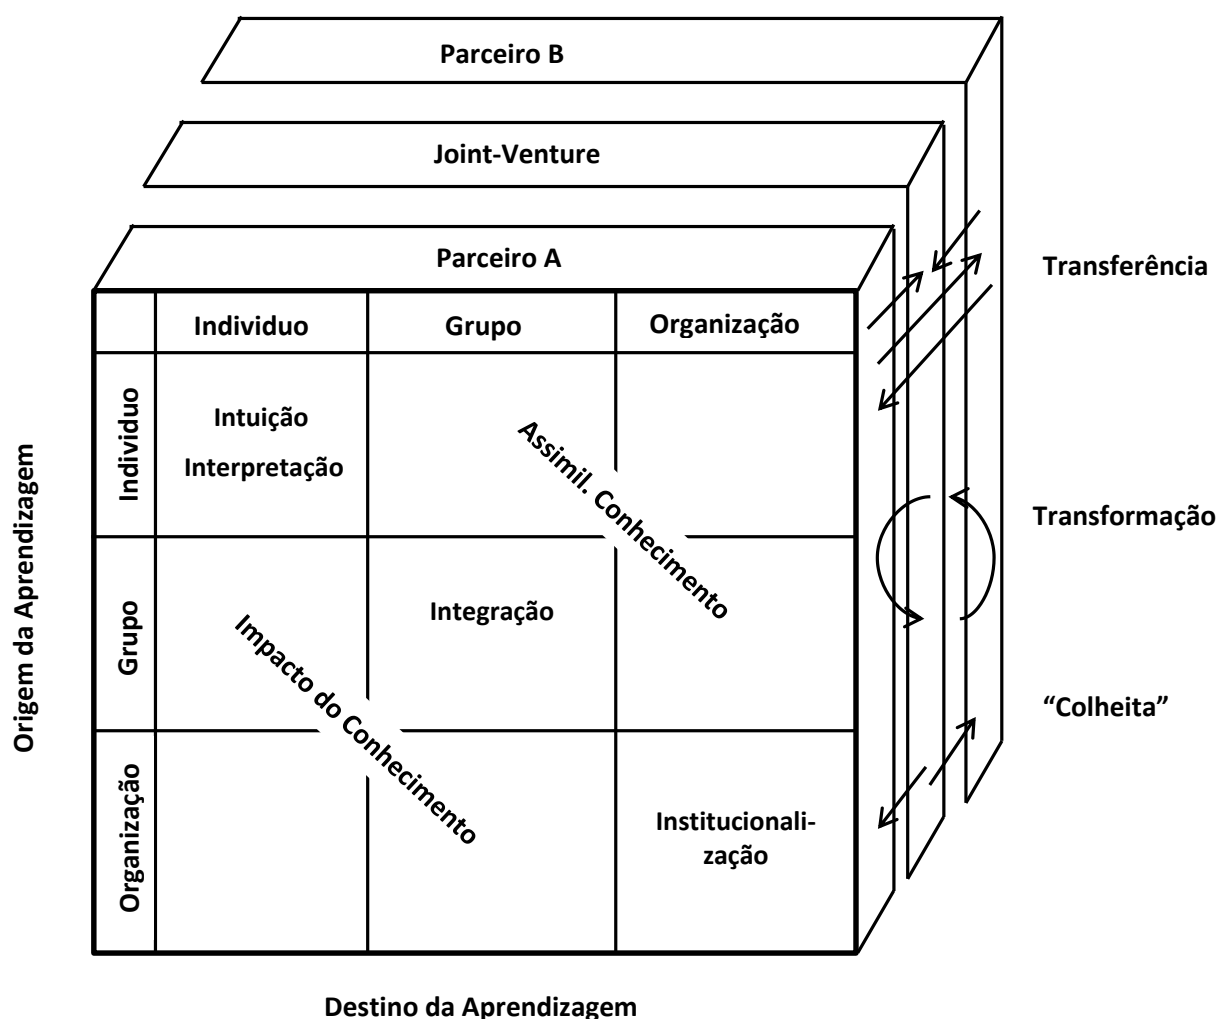 Parceiro B
Joint-Venture
Parceiro A
Transferência
Individuo
Grupo
Organização
Individuo
Intuição
Interpretação
Assimil. Conhecimento
Transformação
Origem da Aprendizagem
Grupo
Integração
Impacto do Conhecimento
“Colheita”
Organização
Institucionali-
zação
Destino da Aprendizagem